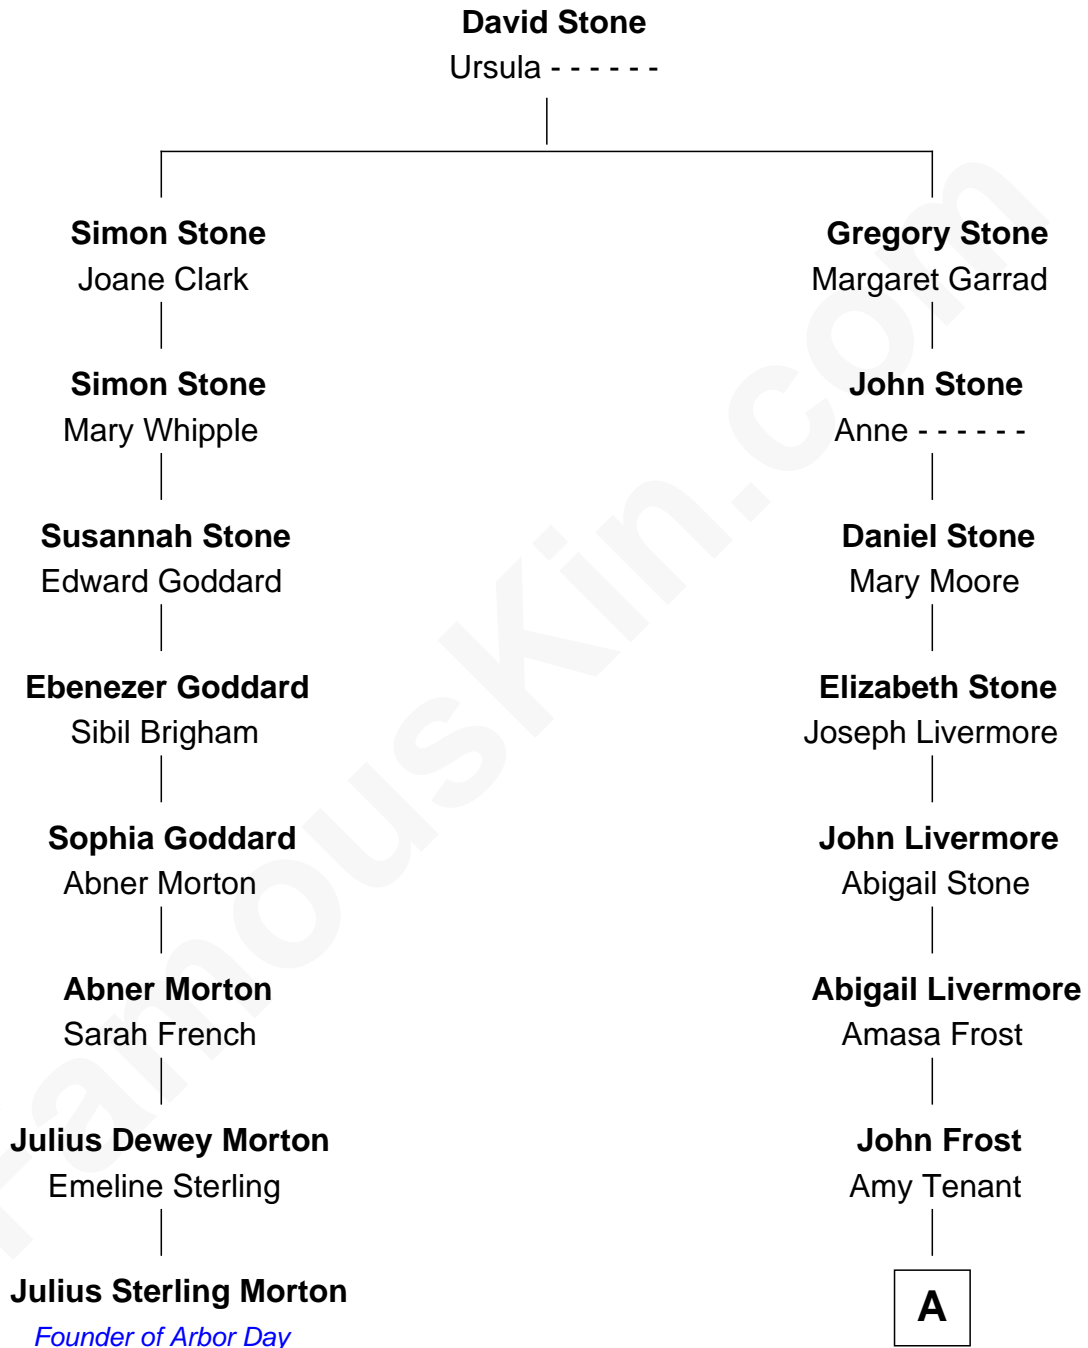 David Stone
Ursula - - - - - -
Simon Stone
Joane Clark
Gregory Stone
Margaret Garrad
Simon Stone
Mary Whipple
John Stone
Anne - - - - - -
Susannah Stone
Edward Goddard
Daniel Stone
Mary Moore
Ebenezer Goddard
Sibil Brigham
Elizabeth Stone
Joseph Livermore
Sophia Goddard
Abner Morton
John Livermore
Abigail Stone
Abner Morton
Sarah French
Abigail Livermore
Amasa Frost
Julius Dewey Morton
Emeline Sterling
John Frost
Amy Tenant
Julius Sterling Morton
Founder of Arbor Day
A
FamousKin.com